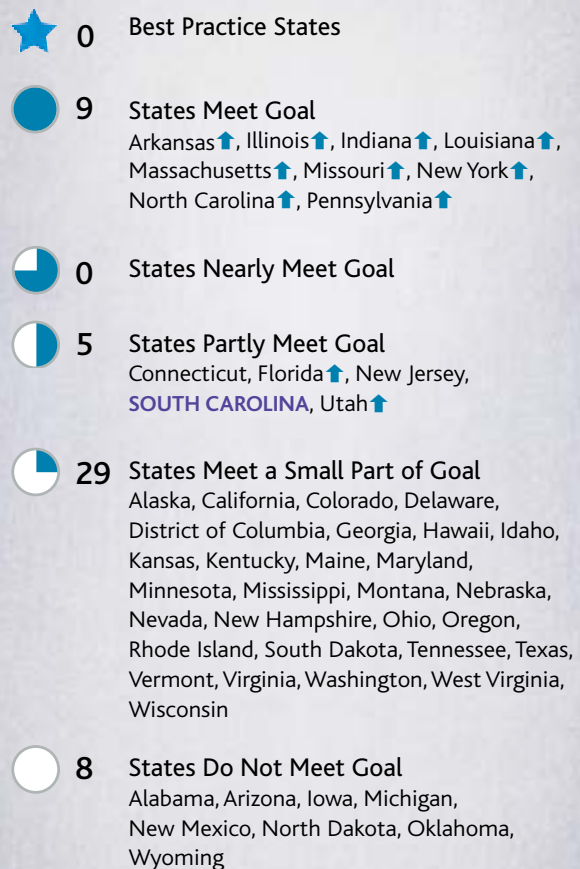 0 Best Practice States
9 States Meet Goal
Arkansas⬆, Illinois⬆, Indiana⬆, Louisiana⬆,
Massachusetts⬆, Missouri⬆, New York⬆,
North Carolina⬆, Pennsylvania⬆
0 States Nearly Meet Goal
5 States Partly Meet Goal
Connecticut, Florida⬆, New Jersey,
SOUTH CAROLINA, Utah⬆
29 States Meet a Small Part of Goal
Alaska, California, Colorado, Delaware,
District of Columbia, Georgia, Hawaii, Idaho,
Kansas, Kentucky, Maine, Maryland,
Minnesota, Mississippi, Montana, Nebraska,
Nevada, New Hampshire, Ohio, Oregon,
Rhode Island, South Dakota, Tennessee, Texas,
Vermont, Virginia, Washington, West Virginia,
Wisconsin
8 States Do Not Meet Goal
Alabama, Arizona, Iowa, Michigan,
New Mexico, North Dakota, Oklahoma,
Wyoming